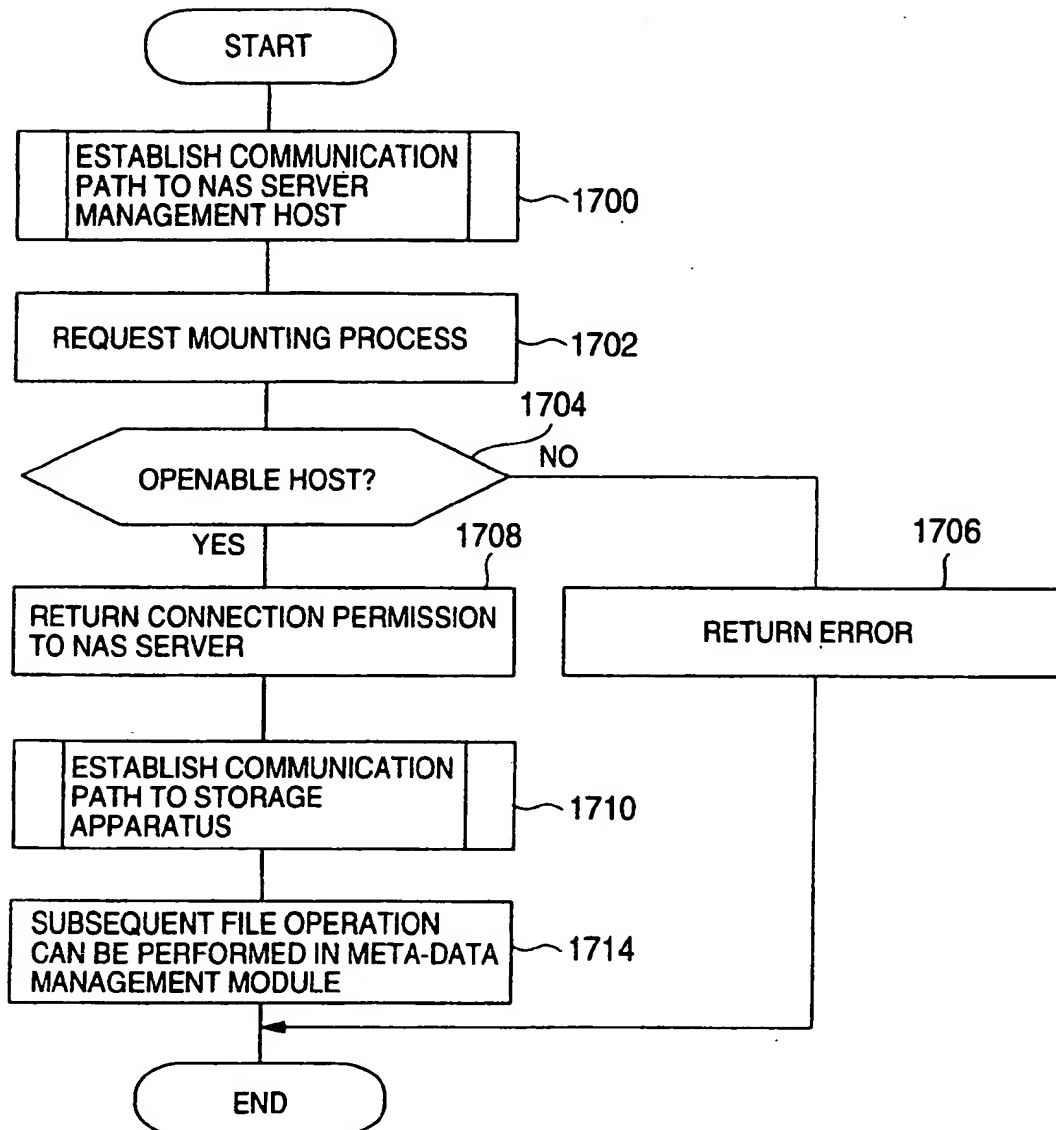 START
ESTABLISH COMMUNICATION
PATH TO NAS SERVER
MANAGEMENT HOST
1700
REQUEST MOUNTING PROCESS
1702
1704
OPENABLE HOST?
NO
YES
1708
1706
RETURN CONNECTION PERMISSION
TO NAS SERVER
RETURN ERROR
ESTABLISH COMMUNICATION
PATH TO STORAGE
APPARATUS
1710
SUBSEQUENT FILE OPERATION
CAN BE PERFORMED IN META-DATA
MANAGEMENT MODULE
1714
END